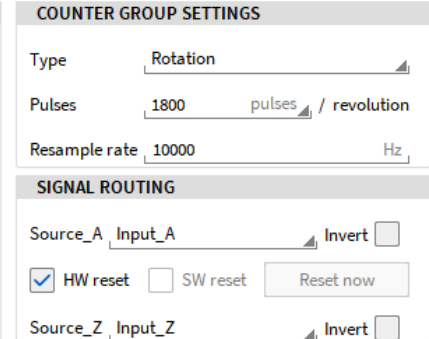 COUNTER GROUP SETTINGS
Type Rotation
Pulses 1800 pulses / revolution
Resample rate 10000 Hz
SIGNAL ROUTING
Source_A Input_A Invert
HW reset SW reset Reset now
Source_Z Input_Z Invert